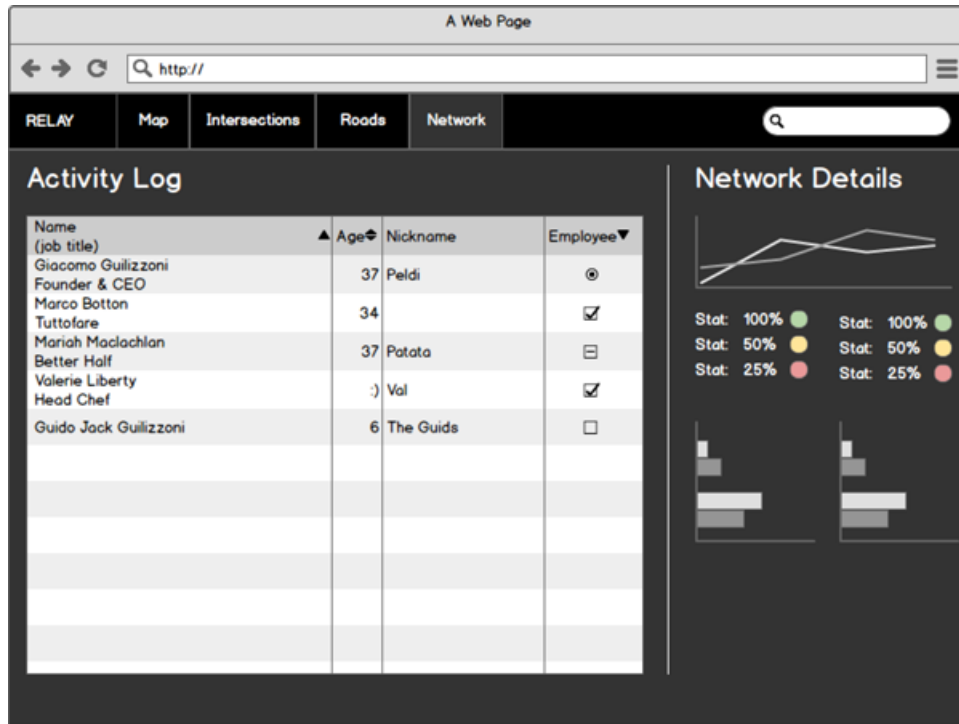 A Web Page
http://
RELAY Map Intersections Roads Network
Activity Log
Name
(job title)
Age Nickname Employee
Giacomo Guilizzoni
Founder & CEO
37 Peldi
Marco Botton
Tuttofare
34
Mariah Maclachlan
Better Half
37 Patata
Valerie Liberty
Head Chef
:) Val
Guido Jack Guilizzoni 6 The Guids
Network Details
Stat: 100%
Stat: 50%
Stat: 25%
Stat: 100%
Stat: 50%
Stat: 25%